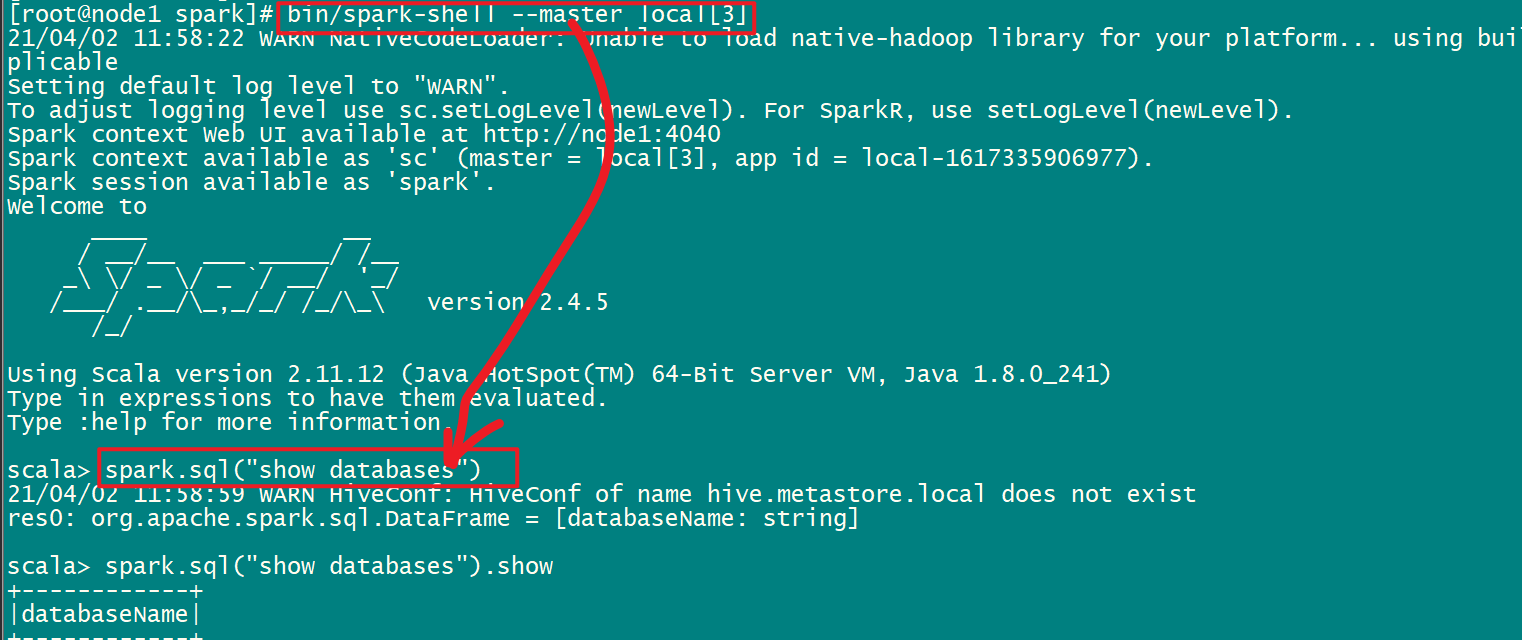 [root@node1 spark]# bin/spark-shell --master local[3]
21/04/02 11:58:22 WARN NativeCodeLoader: Unable to load native-hadoop library for your platform... using buil
plicable
Setting default log level to "WARN".
To adjust logging level use sc.setLogLevel(newLevel). For SparkR, use setLogLevel(newLevel).
Spark context Web UI available at http://node1:4040
Spark context available as 'sc' (master = local[3], app id = local-1617335906977).
Spark session available as 'spark'.
Welcome to
      ____              __
     / __/__  ___ _____/ /__
    _\ \/ _ \/ _ `/ __/  '_/
   /___/ .__/\_,_/_/ /_/\_\   version 2.4.5
      /_/
Using Scala version 2.11.12 (Java HotSpot(TM) 64-Bit Server VM, Java 1.8.0_241)
Type in expressions to have them evaluated.
Type :help for more information.
scala> spark.sql("show databases")
21/04/02 11:58:59 WARN HiveConf: HiveConf of name hive.metastore.local does not exist
res0: org.apache.spark.sql.DataFrame = [databaseName: string]
scala> spark.sql("show databases").show
+------------+
|databaseName|
+------------+